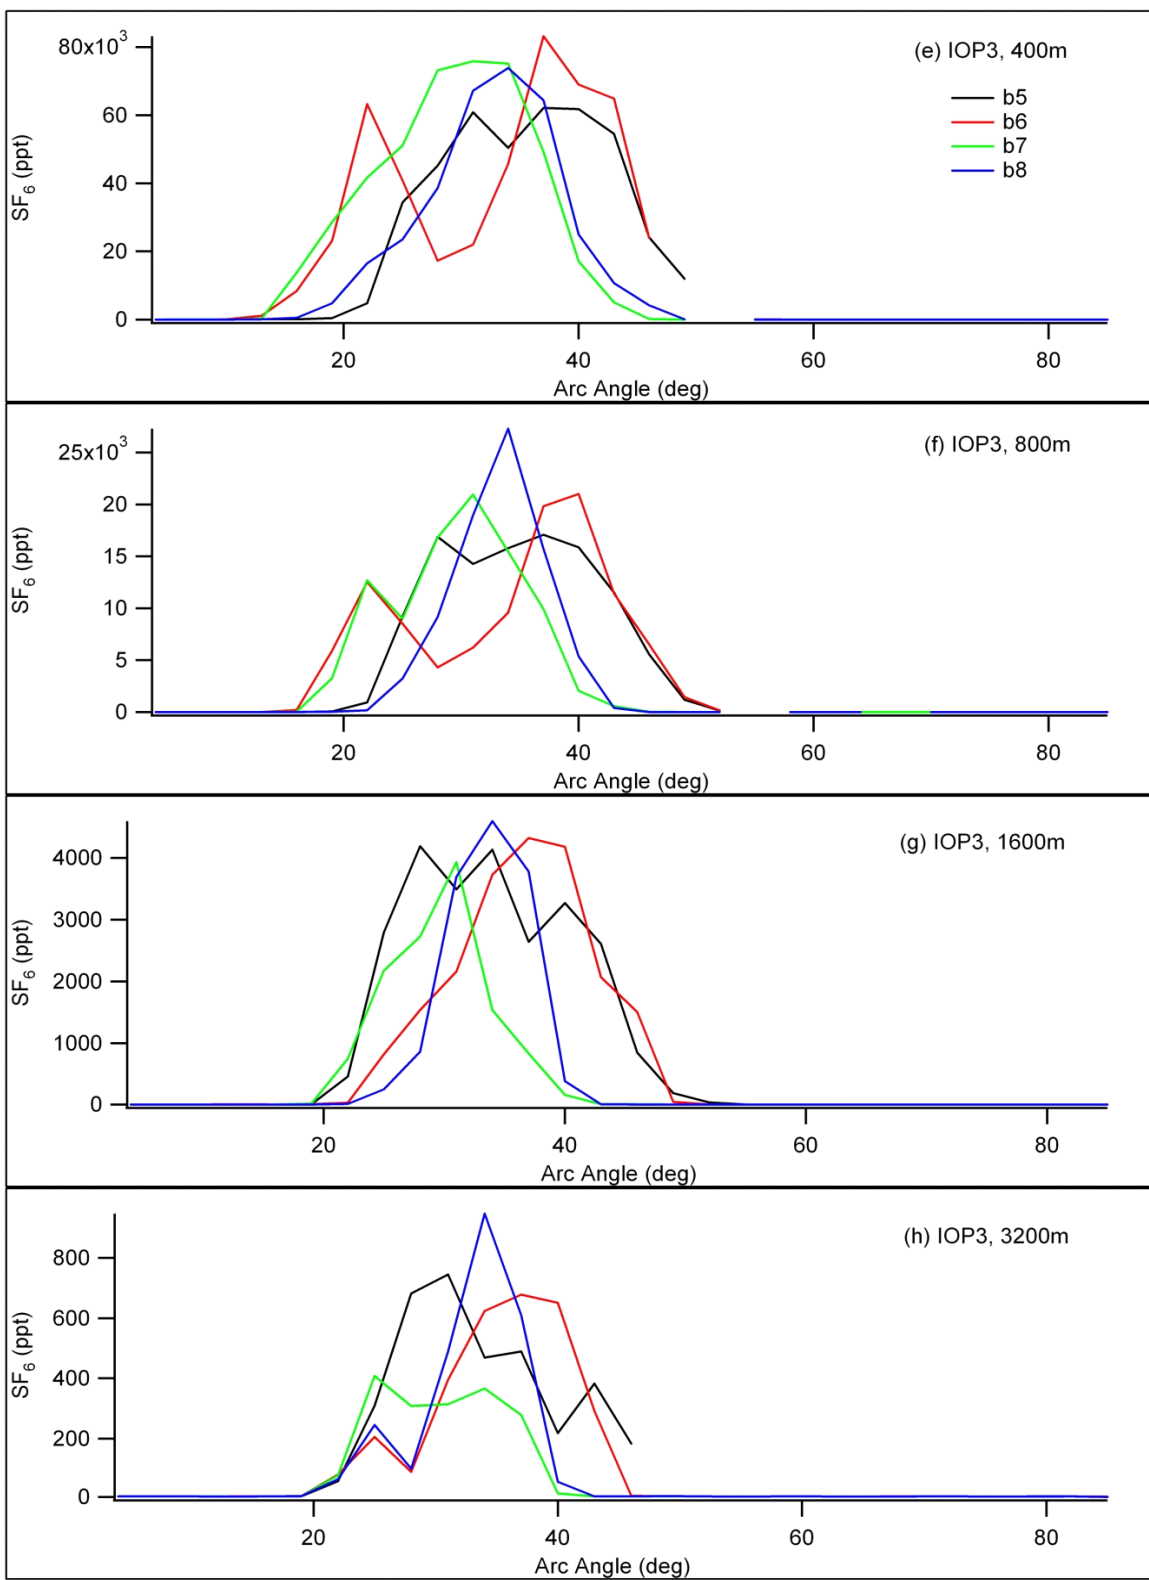 (e) IOP3, 400m
b5
b6
b7
b8
80x10³
60
40
20
0
SF₆ (ppt)
20 40 60 80
Arc Angle (deg)
(f) IOP3, 800m
25x10³
20
15
10
5
0
SF₆ (ppt)
20 40 60 80
Arc Angle (deg)
(g) IOP3, 1600m
4000
3000
2000
1000
0
SF₆ (ppt)
20 40 60 80
Arc Angle (deg)
(h) IOP3, 3200m
800
600
400
200
0
SF₆ (ppt)
20 40 60 80
Arc Angle (deg)